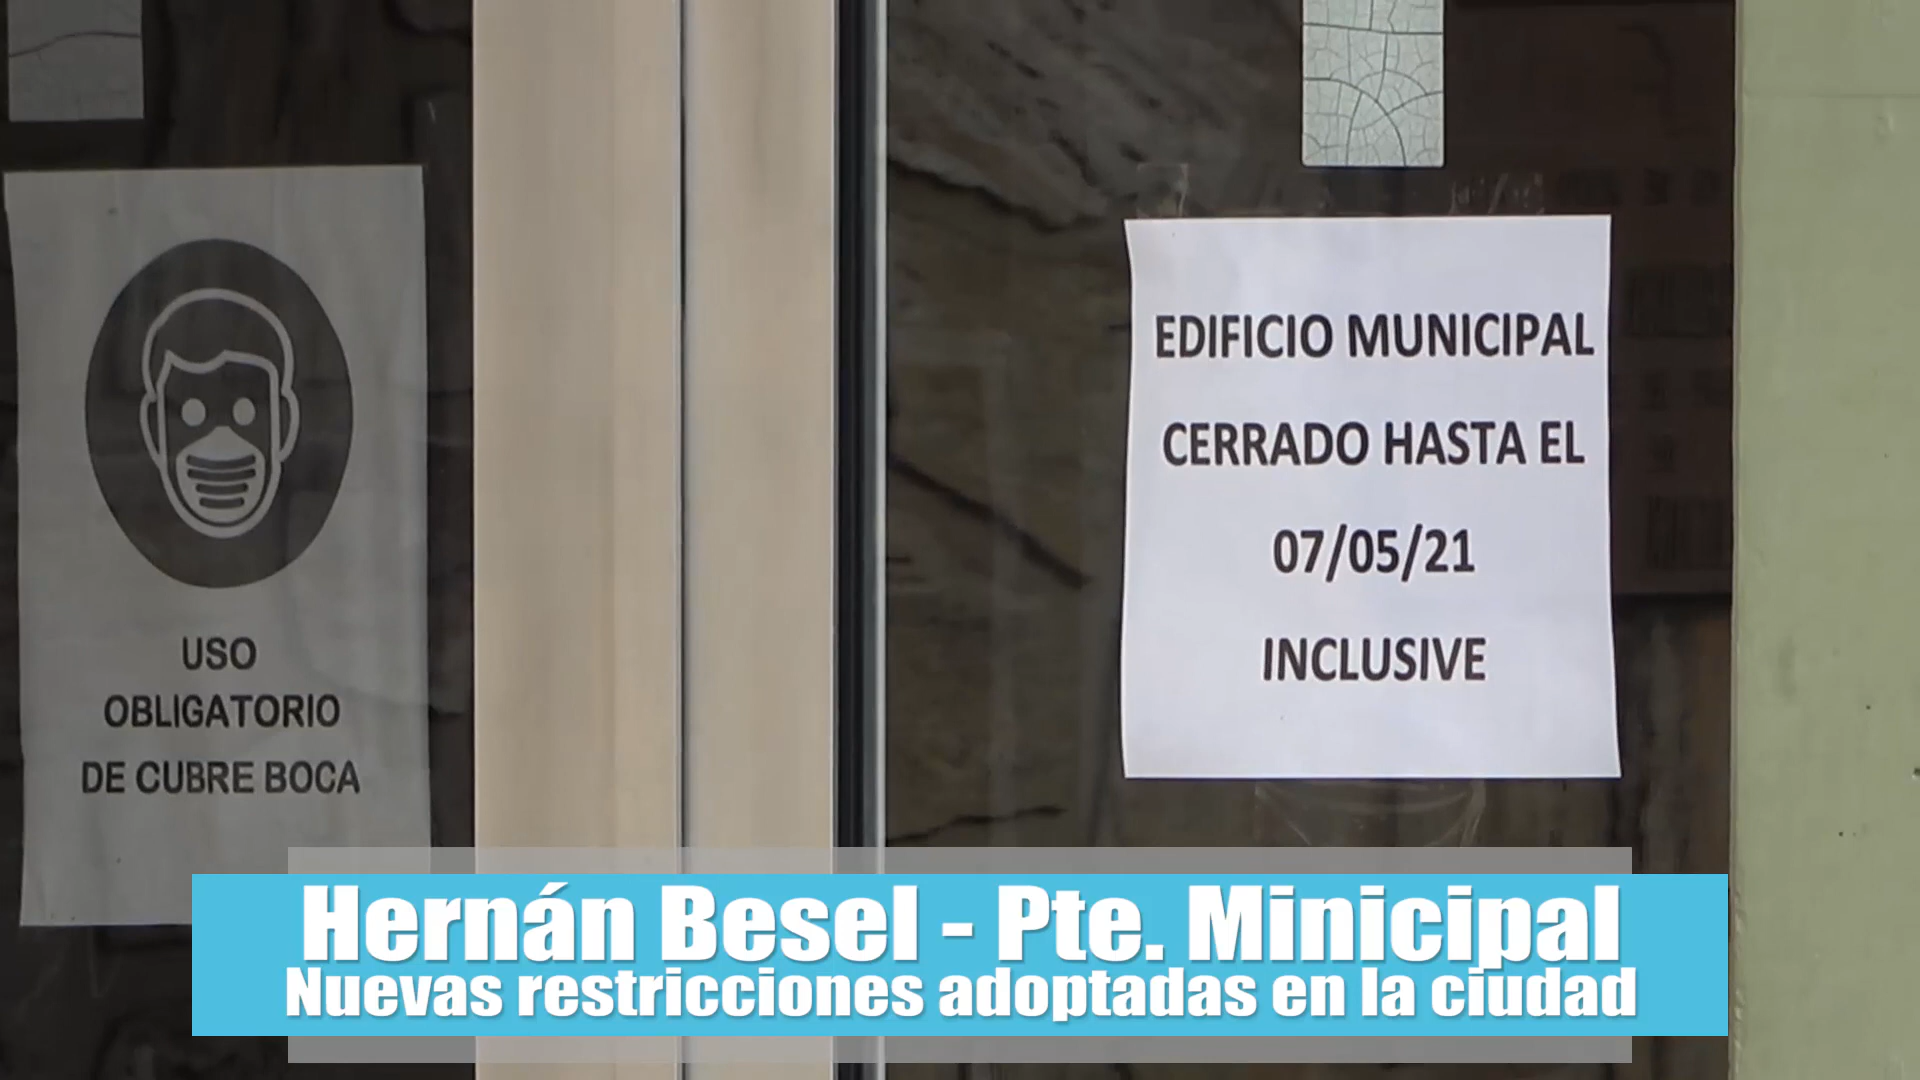 USO
OBLIGATORIO
DE CUBRE BOCA
EDIFICIO MUNICIPAL
CERRADO HASTA EL
07/05/21
INCLUSIVE
Hernán Besel - Pte. Minicipal
Nuevas restricciones adoptadas en la ciudad